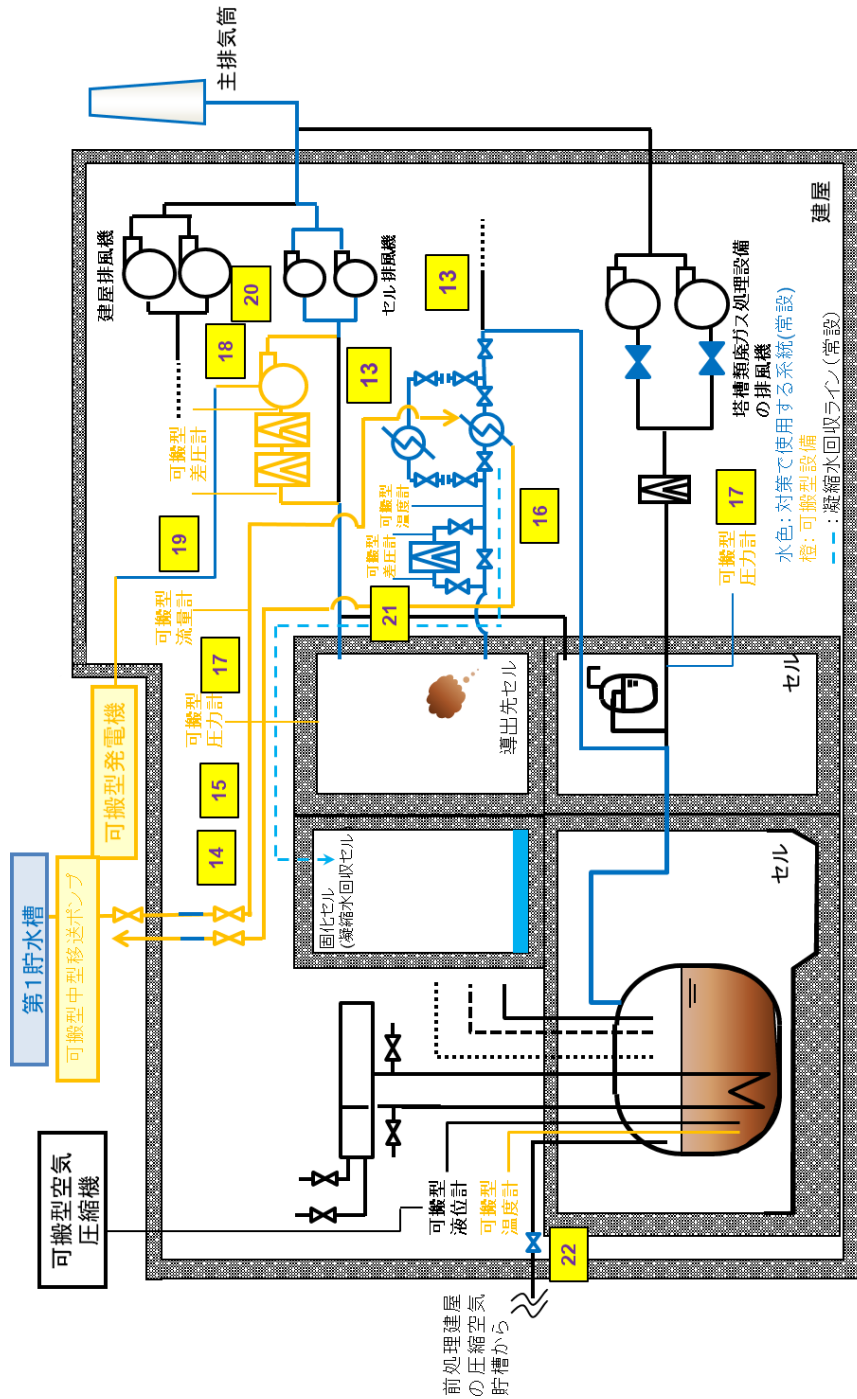 第1貯水槽
可搬型中型移送ポンプ
可搬型発電機
可搬型空気
圧縮機
主排気筒
建屋排風機
20
18
セル排風機
13
13
可搬型
差圧計
19
可搬型
流量計
17
可搬型
圧力計
15
14
可搬型
温度計
可搬型
差圧計
16
21
導出先セル
固化セル
(凝縮水回収セル
建屋
塔槽類廃ガス処理設備
の排風機
17
可搬型
圧力計
セル
セル
可搬型
液位計
可搬型
温度計
22
前処理建屋
の圧縮空気
貯槽から
水色: 対策で使用する系統(常設)
橙: 可搬型設備
: 凝縮水回収ライン(常設)